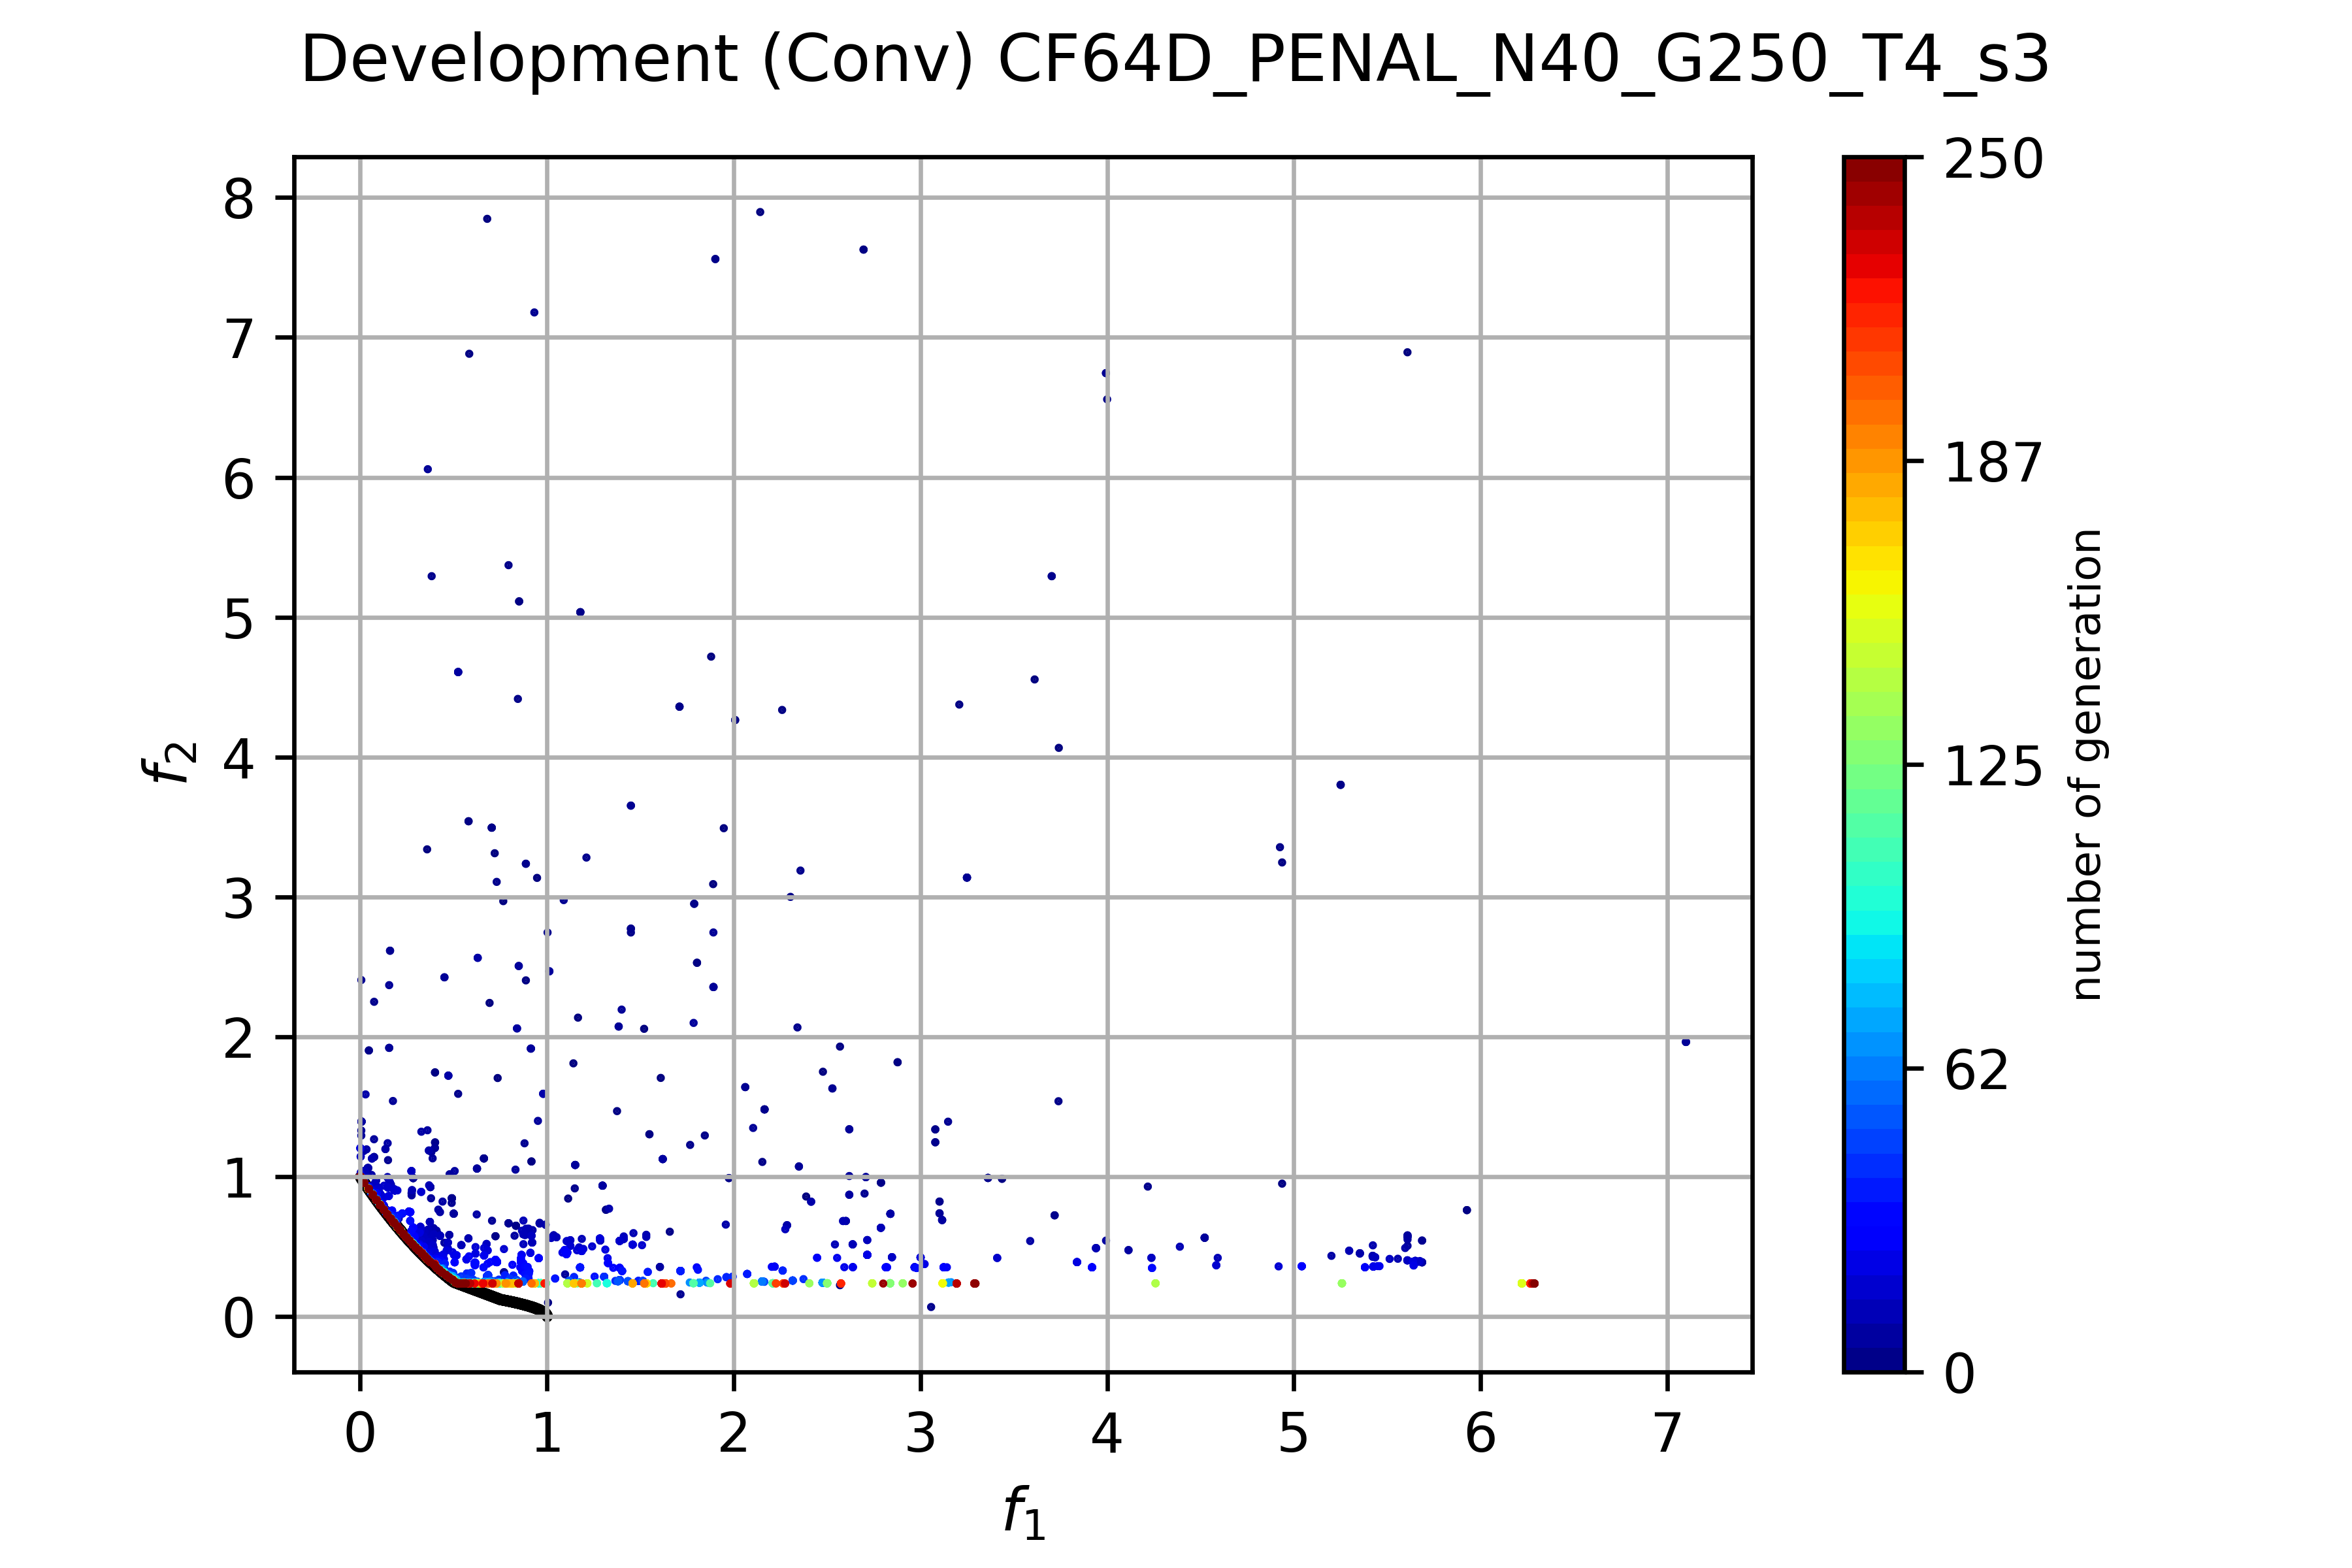 Development (Conv) CF64D_PENAL_N40_G250_T4_s3
8
7
6
5
4
3
2
1
0
f2
0 1 2 3 4 5 6 7
f1
250
187
125
62
0
number of generation